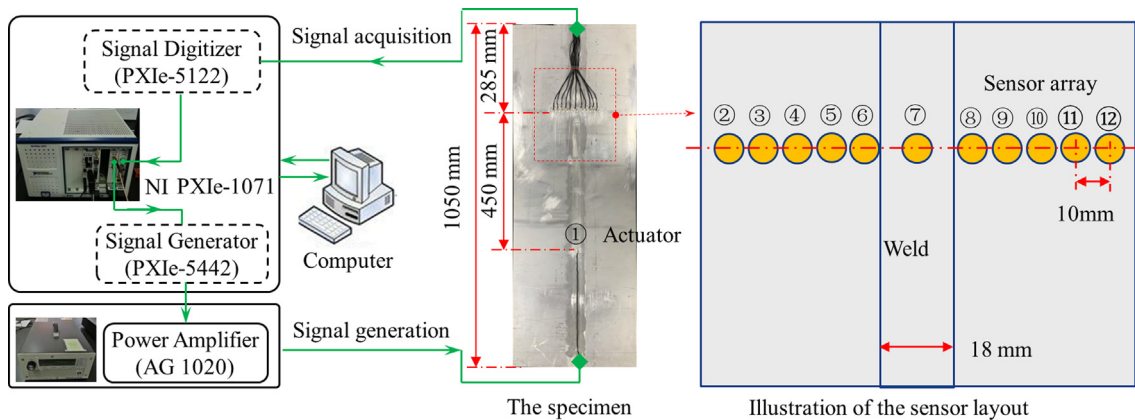 Signal Digitizer
(PXIe-5122)
NI PXIe-1071
Signal Generator
(PXIe-5442)
Power Amplifier
(AG 1020)
Signal acquisition
Computer
Signal generation
1050 mm
285 mm
450 mm
①
Actuator
The specimen
Sensor array
② ③ ④ ⑤ ⑥ ⑦ ⑧ ⑨ ⑩ ⑪ ⑫
10mm
Weld
18 mm
Illustration of the sensor layout